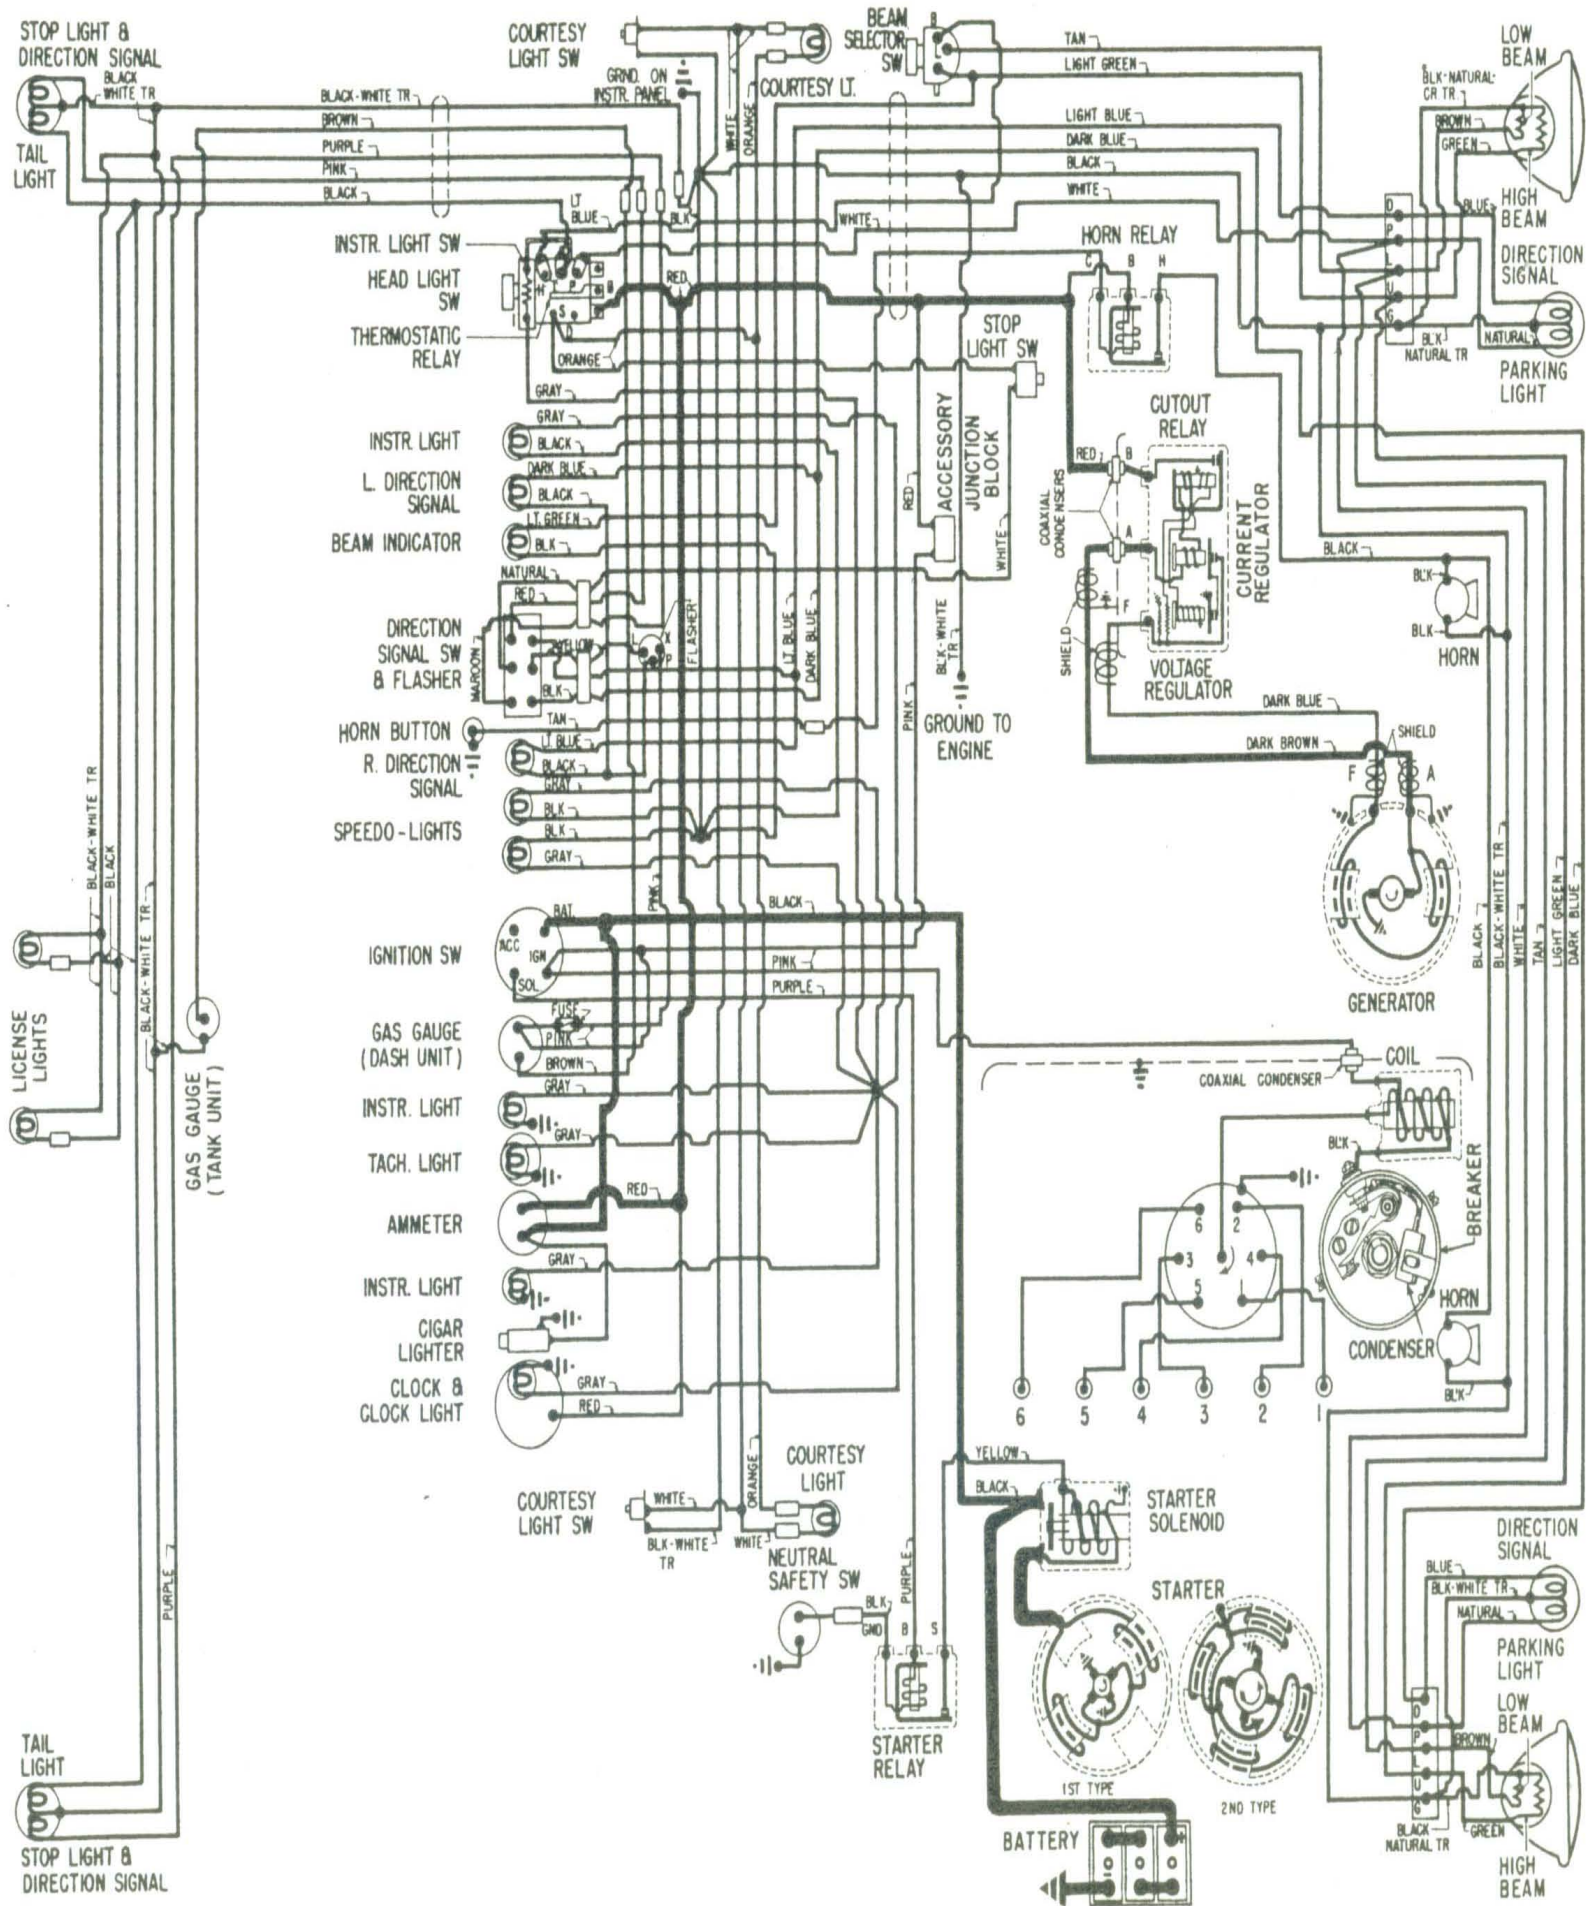 STOP LIGHT &
DIRECTION SIGNAL
BLACK
WHITE TR
TAIL
LIGHT
BLACK-WHITE TR
BROWN
PURPLE
PINK
BLACK
COURTESY
LIGHT SW
GRND. ON
INSTR. PANEL
COURTESY LT.
WHITE
ORANGE
BEAM
SELECTOR
SW
B
TAN
LIGHT GREEN
LIGHT BLUE
DARK BLUE
BLACK
WHITE
LOW
BEAM
BLK-NATURAL-
CR TR.
BROWN
GREEN
HIGH
BEAM
BLUE
DIRECTION
SIGNAL
D
P
L
U
G
BLK
NATURAL TR
NATURAL
PARKING
LIGHT
LT
BLUE
BLK
WHITE
INSTR. LIGHT SW
HEAD LIGHT
SW
THERMOSTATIC
RELAY
H
P
B
S
D
RED
ORANGE
GRAY
HORN RELAY
C
B
H
STOP
LIGHT SW
INSTR. LIGHT
GRAY
BLACK
L. DIRECTION
SIGNAL
DARK BLUE
BLACK
BEAM INDICATOR
LT. GREEN
BLK
CUTOUT
RELAY
RED
B
A
F
COAXIAL
CONDENSERS
CURRENT
REGULATOR
SHIELD
VOLTAGE
REGULATOR
ACCESSORY
JUNCTION
BLOCK
RED
WHITE
BLK-WHITE
TR
GROUND TO
ENGINE
PINK
NATURAL
RED
MAROON
YELLOW
BLK
DIRECTION
SIGNAL SW
& FLASHER
L
X
P
(FLASHER)
LT BLUE
DARK BLUE
HORN BUTTON
TAN
R. DIRECTION
SIGNAL
LT. BLUE
BLACK
GRAY
BLK
SPEEDO-LIGHTS
BLK
GRAY
PINK
BLACK
BLK
BLK
HORN
DARK BLUE
DARK BROWN
SHIELD
F
A
GENERATOR
BLACK
BLACK-WHITE TR
WHITE
TAN
LIGHT GREEN
DARK BLUE
BLACK-WHITE TR
BLACK
BLACK-WHITE TR
LICENSE
LIGHTS
GAS GAUGE
(TANK UNIT)
PURPLE
IGNITION SW
BAT.
ACC
IGN
SOL
BLACK
PINK
PURPLE
GAS GAUGE
(DASH UNIT)
FUSE
PINK
BROWN
INSTR. LIGHT
GRAY
TACH. LIGHT
GRAY
AMMETER
RED
INSTR. LIGHT
GRAY
CIGAR
LIGHTER
CLOCK &
CLOCK LIGHT
GRAY
RED
COAXIAL CONDENSER
COIL
BLK
BREAKER
6
2
3
4
5
1
HORN
CONDENSER
BLK
6
5
4
3
2
1
COURTESY
LIGHT SW
WHITE
BLK-WHITE
TR
ORANGE
COURTESY
LIGHT
WHITE
NEUTRAL
SAFETY SW
BLK
GND
B
S
PURPLE
STARTER
RELAY
YELLOW
BLACK
STARTER
SOLENOID
STARTER
1ST TYPE
2ND TYPE
BATTERY
+
DIRECTION
SIGNAL
BLUE
BLK-WHITE TR
NATURAL
PARKING
LIGHT
LOW
BEAM
D
P
L
U
G
BROWN
BLACK
NATURAL TR
GREEN
HIGH
BEAM
TAIL
LIGHT
STOP LIGHT &
DIRECTION SIGNAL